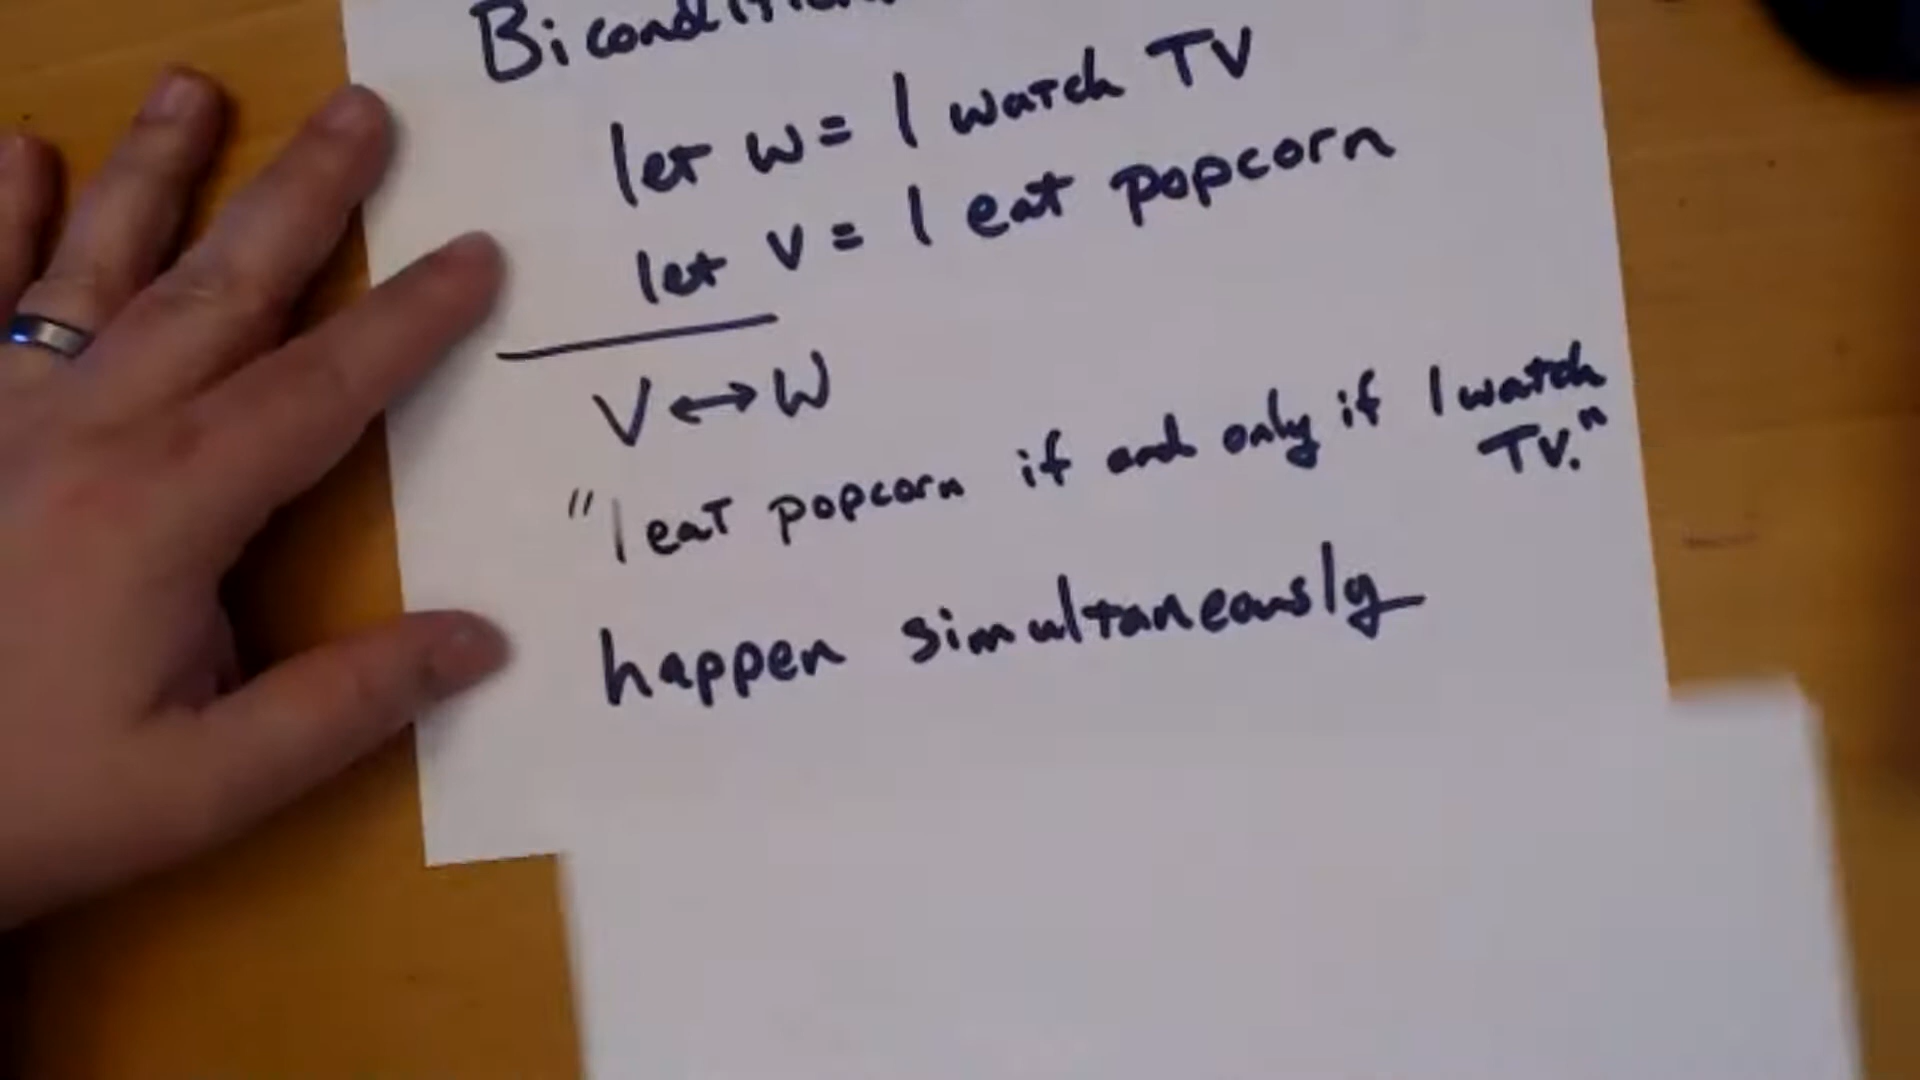 let w = I watch TV
let v = I eat popcorn
V ↔ W
"I eat popcorn if and only if I watch
TV."
happen simultaneously